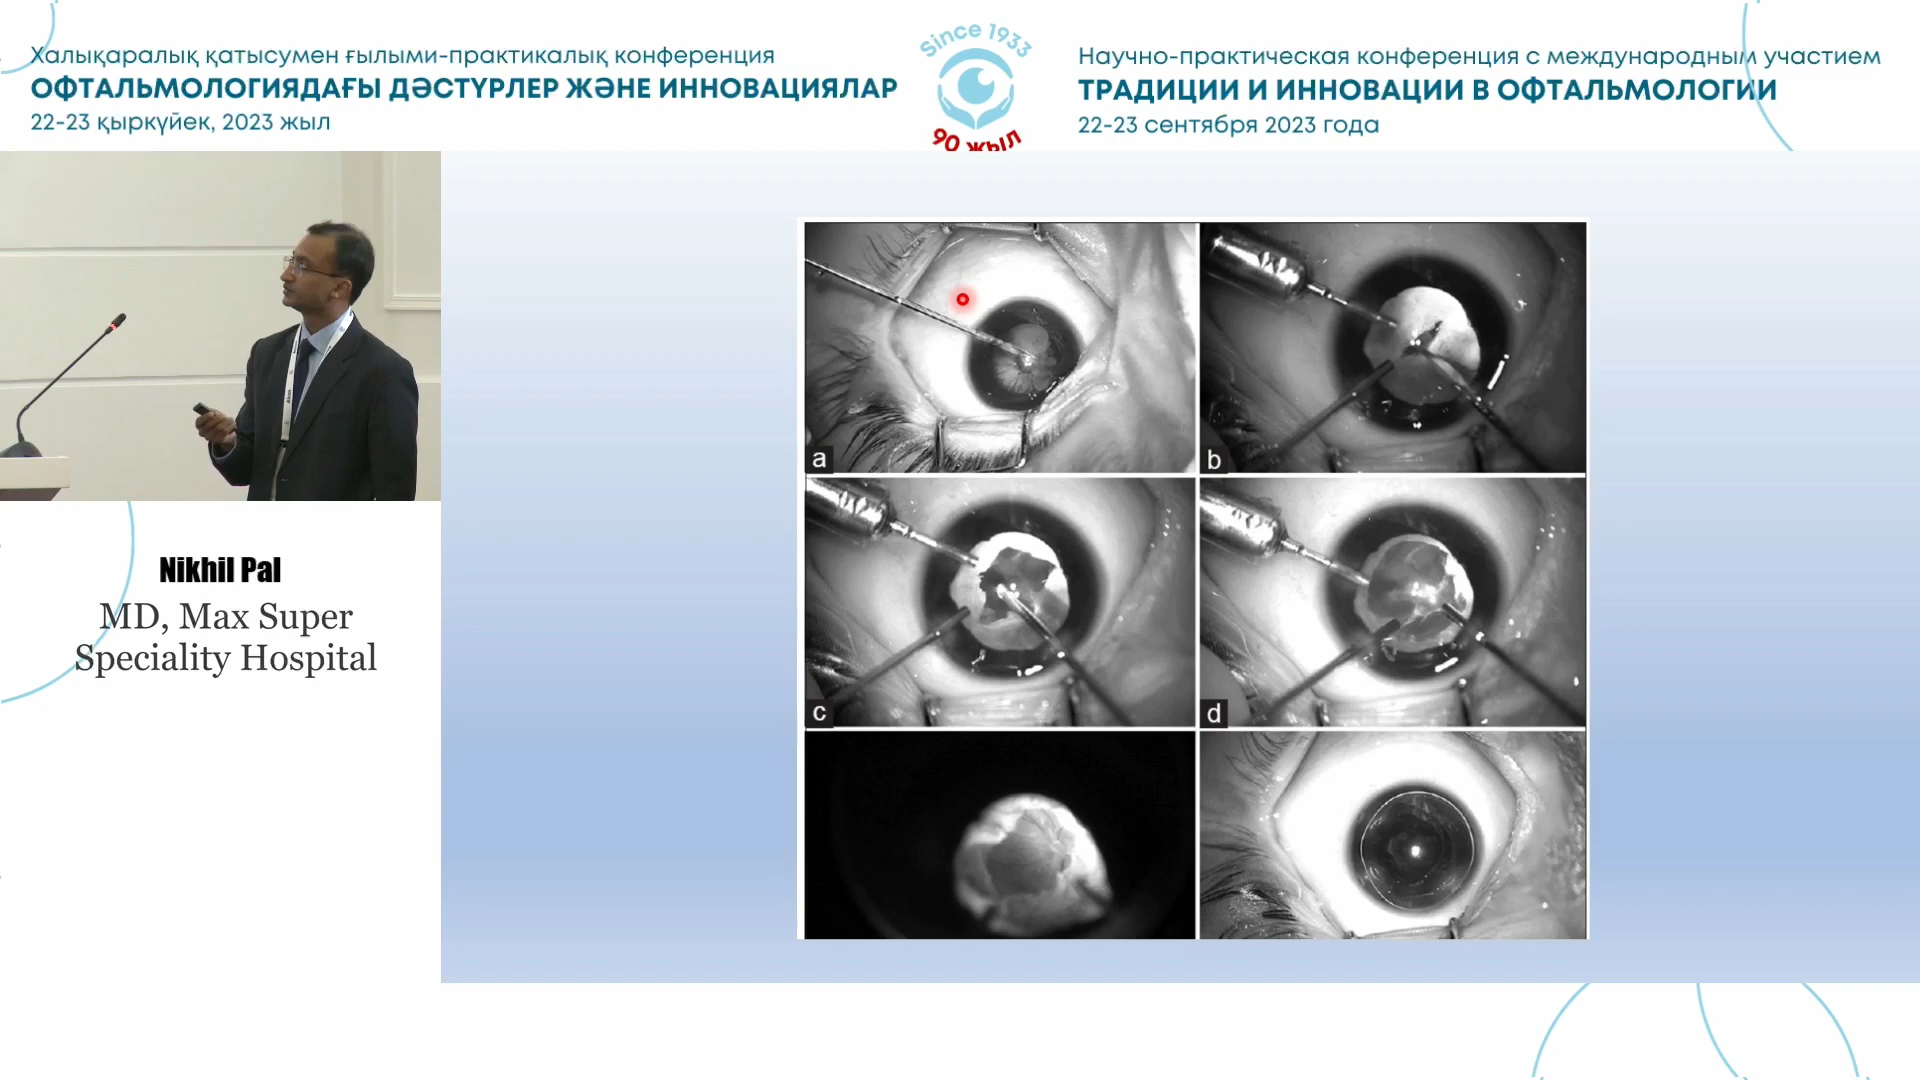 Халықаралық қатысумен ғылыми-практикалық конференция
ОФТАЛЬМОЛОГИЯДАҒЫ ДӘСТҮРЛЕР ЖӘНЕ ИННОВАЦИЯЛАР
22-23 қыркүйек, 2023 жыл
Since 1933
90 жыл
Научно-практическая конференция с международным участием
ТРАДИЦИИ И ИННОВАЦИИ В ОФТАЛЬМОЛОГИИ
22-23 сентября 2023 года
a
b
c
d
Nikhil Pal
MD, Max Super
Speciality Hospital